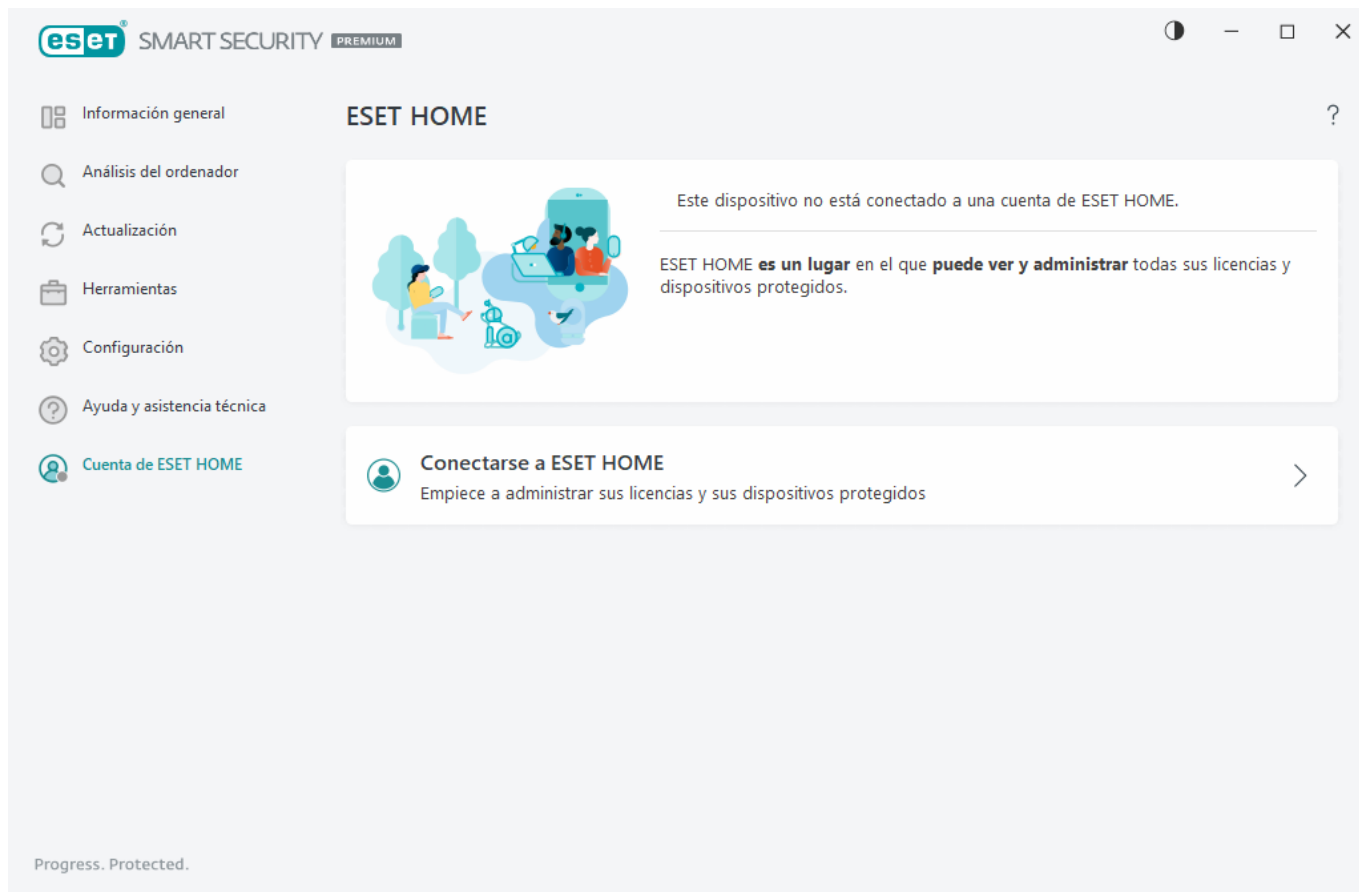 eset® SMART SECURITY PREMIUM
Información general
Análisis del ordenador
Actualización
Herramientas
Configuración
Ayuda y asistencia técnica
Cuenta de ESET HOME
ESET HOME
?
Este dispositivo no está conectado a una cuenta de ESET HOME.
ESET HOME es un lugar en el que puede ver y administrar todas sus licencias y
dispositivos protegidos.
Conectarse a ESET HOME
Empiece a administrar sus licencias y sus dispositivos protegidos
Progress. Protected.